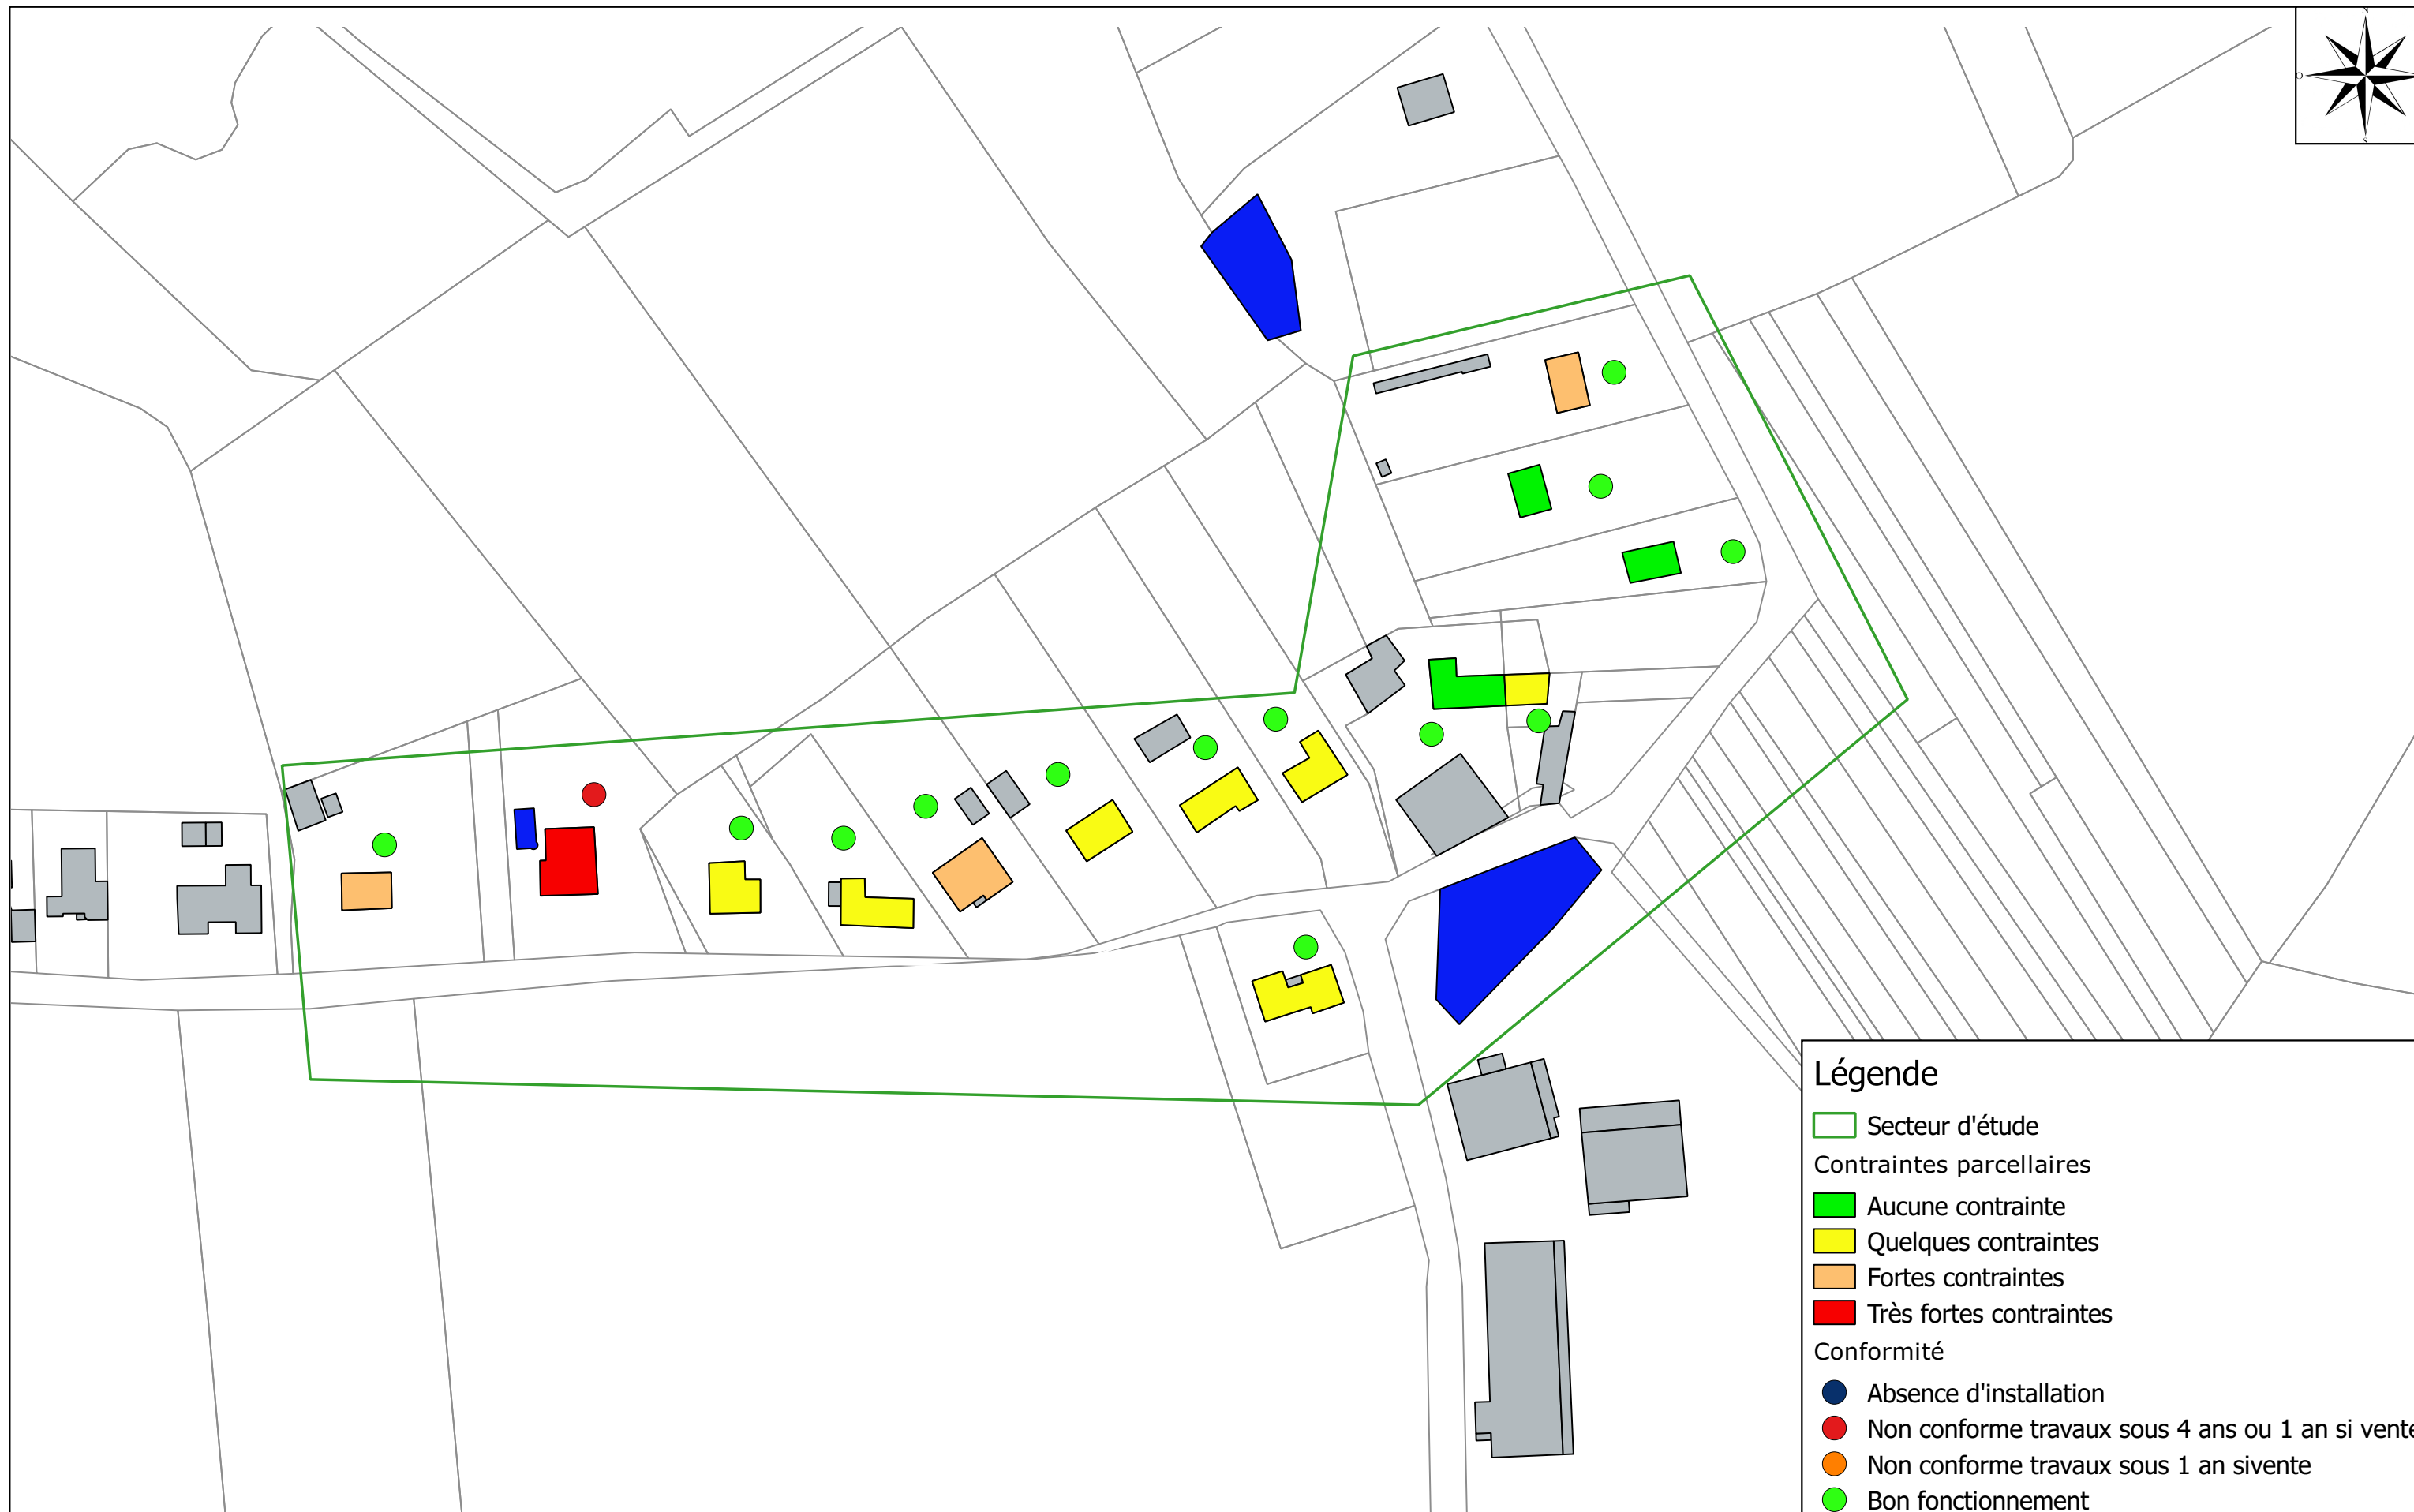 N
O
S
Légende
Secteur d'étude
Contraintes parcellaires
Aucune contrainte
Quelques contraintes
Fortes contraintes
Très fortes contraintes
Conformité
Absence d'installation
Non conforme travaux sous 4 ans ou 1 an si vente
Non conforme travaux sous 1 an sivente
Bon fonctionnement